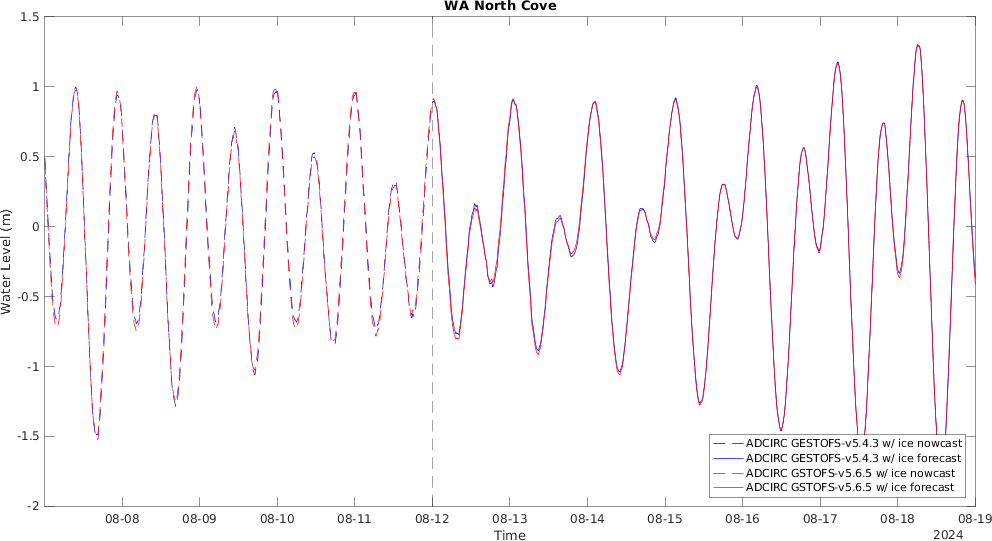 WA North Cove
1.5
1
0.5
0
-0.5
-1
-1.5
-2
Water Level (m)
ADCIRC GESTOFS-v5.4.3 w/ ice nowcast
ADCIRC GESTOFS-v5.4.3 w/ ice forecast
ADCIRC GSTOFS-v5.6.5 w/ ice nowcast
ADCIRC GSTOFS-v5.6.5 w/ ice forecast
08-08 08-09 08-10 08-11 08-12 08-13 08-14 08-15 08-16 08-17 08-18 08-19
Time
2024